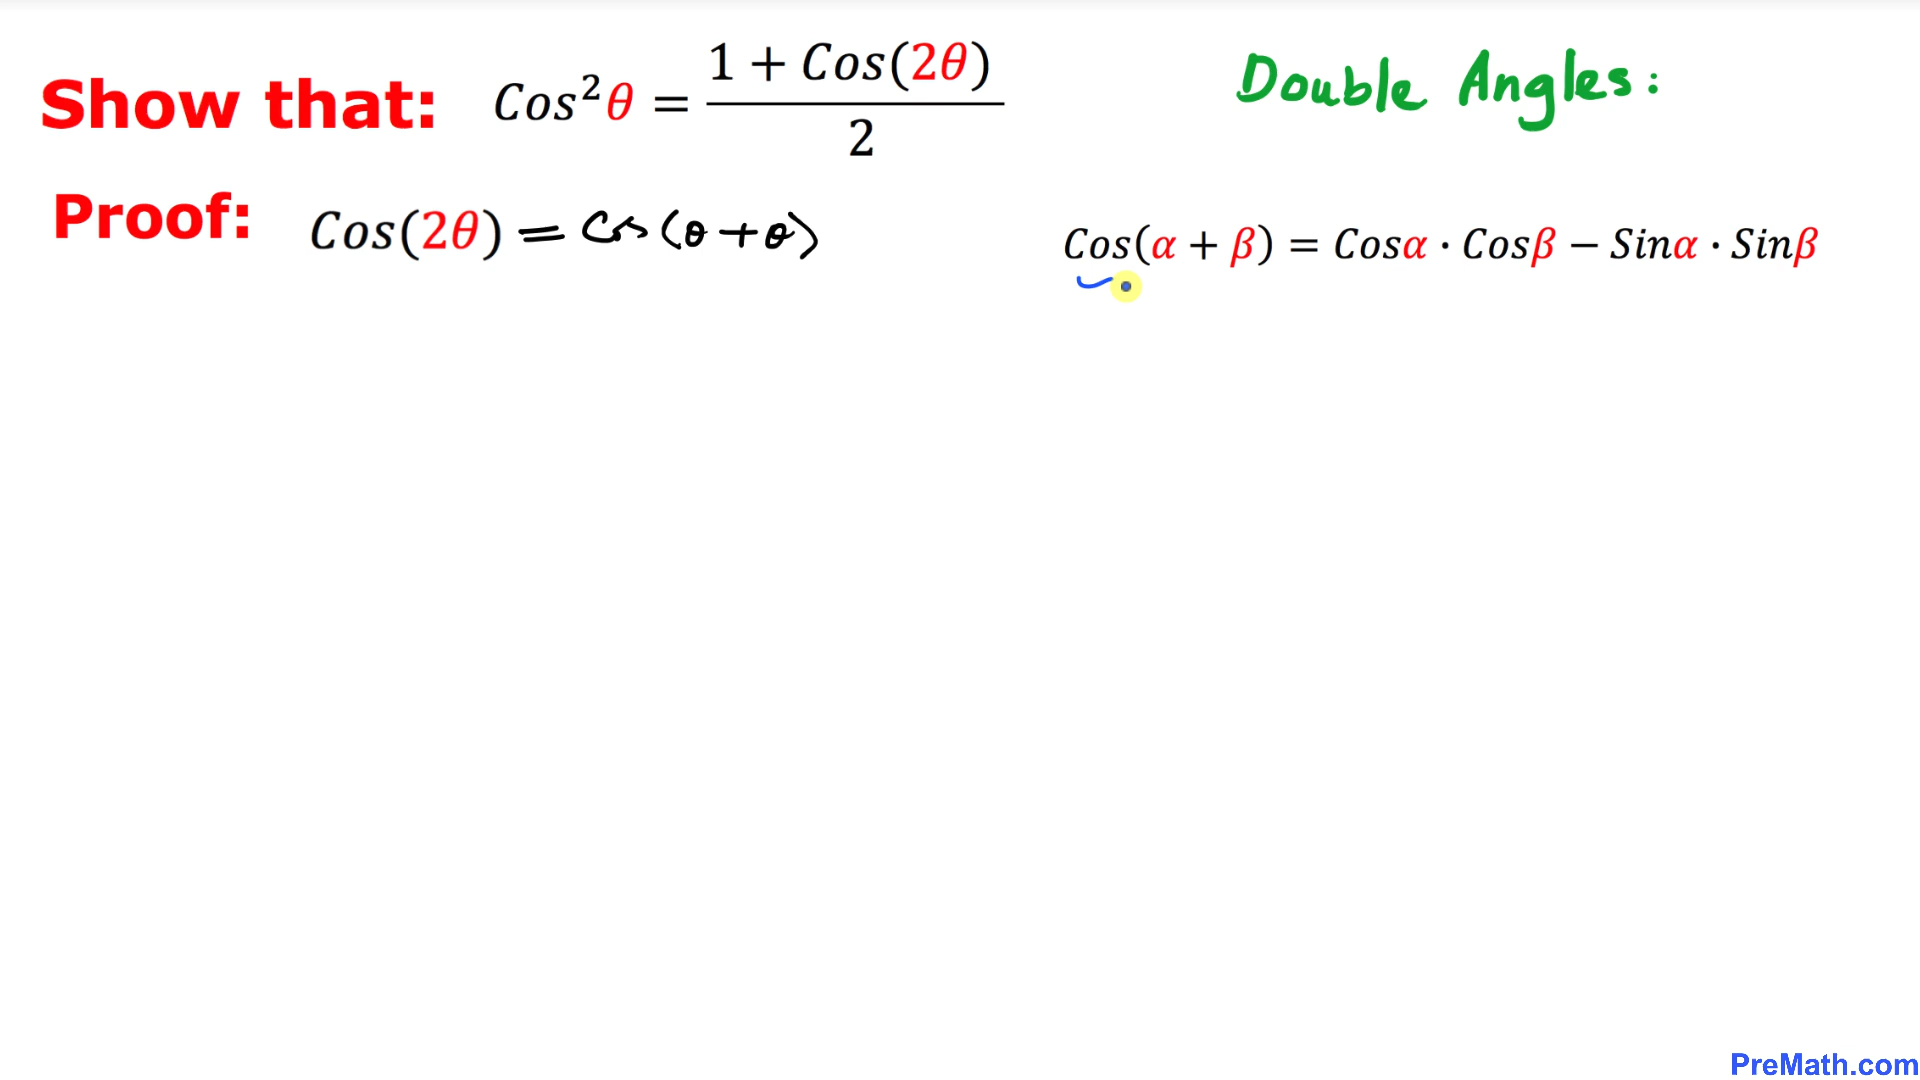 Show that: Cos²θ = (1 + Cos(2θ))/2
Double Angles:
Proof: Cos(2θ) = Cos(θ+θ)
Cos(α + β) = Cosα · Cosβ − Sinα · Sinβ
PreMath.com